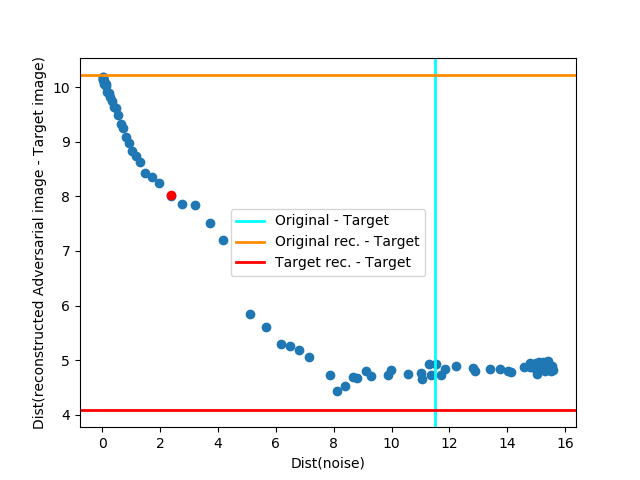 Dist(reconstructed Adversarial image - Target image)
10
9
8
7
6
5
4
Original - Target
Original rec. - Target
Target rec. - Target
0 2 4 6 8 10 12 14 16
Dist(noise)